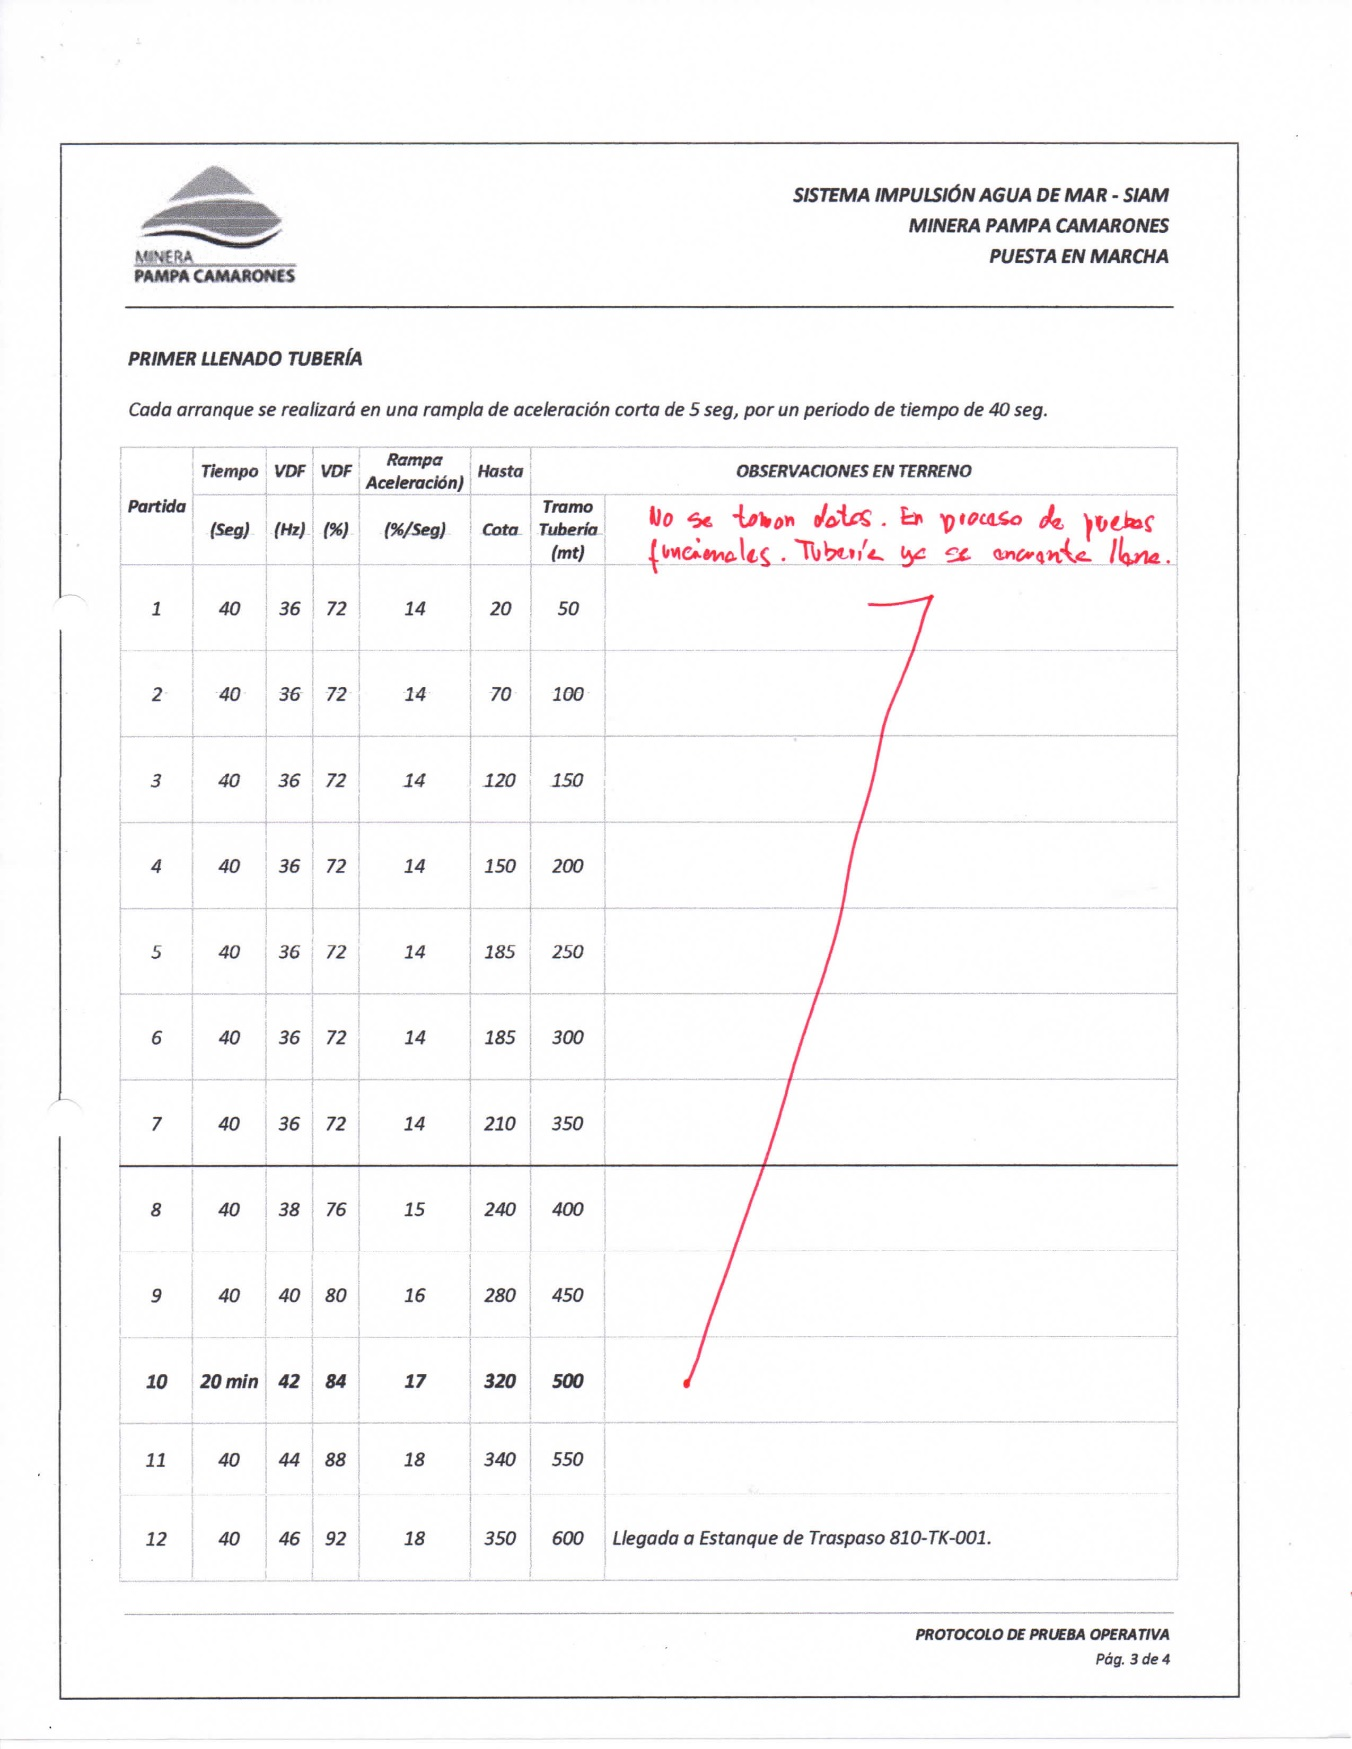 MINERA
PAMPA CAMARONES
SISTEMA IMPULSIÓN AGUA DE MAR - SIAM
MINERA PAMPA CAMARONES
PUESTA EN MARCHA
PRIMER LLENADO TUBERÍA
Cada arranque se realizará en una rampla de aceleración corta de 5 seg, por un periodo de tiempo de 40 seg.
Partida Tiempo VDF VDF Rampa Aceleración) Hasta OBSERVACIONES EN TERRENO
(Seg) (Hz) (%) (%/Seg) Cota Tramo Tubería (mt)
No se toman datos. En proceso de pruebas
funcionales. Tubería ya se encuentra llena.
1 40 36 72 14 20 50
2 40 36 72 14 70 100
3 40 36 72 14 120 150
4 40 36 72 14 150 200
5 40 36 72 14 185 250
6 40 36 72 14 185 300
7 40 36 72 14 210 350
8 40 38 76 15 240 400
9 40 40 80 16 280 450
10 20 min 42 84 17 320 500
11 40 44 88 18 340 550
12 40 46 92 18 350 600 Llegada a Estanque de Traspaso 810-TK-001.
PROTOCOLO DE PRUEBA OPERATIVA
Pág. 3 de 4